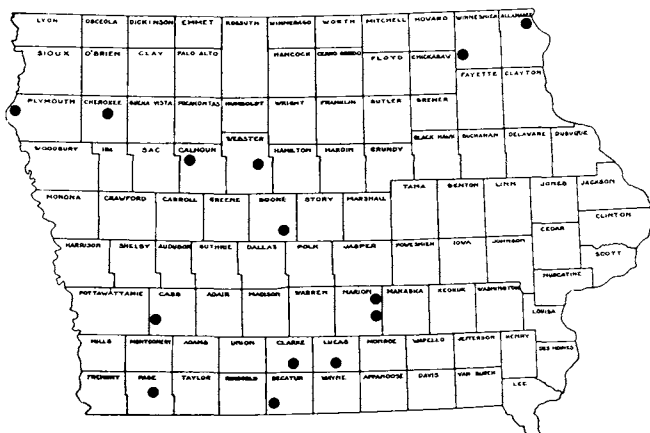 LYON OSCEOLA DICKINSON EMMET KOSSUTH WINNEBAGO WORTH MITCHELL HOWARD WINNESHIEK ALLAMAKEE
SIOUX O'BRIEN CLAY PALO ALTO HANCOCK CERRO GORDO FLOYD CHICKASAW
FAYETTE CLAYTON
PLYMOUTH CHEROKEE BUENA VISTA POCAHONTAS HUMBOLDT WRIGHT FRANKLIN BUTLER BREMER
WEBSTER BLACK HAWK BUCHANAN DELAWARE DUBUQUE
WOODBURY IDA SAC CALHOUN HAMILTON HARDIN GRUNDY
TAMA BENTON LINN JONES JACKSON
MONONA CRAWFORD CARROLL GREENE BOONE STORY MARSHALL
CLINTON
CEDAR
HARRISON SHELBY AUDUBON GUTHRIE DALLAS POLK JASPER POWESHIEK IOWA JOHNSON SCOTT
MUSCATINE
POTTAWATTAMIE CASS ADAIR MADISON WARREN MARION MAHASKA KEOKUK WASHINGTON
LOUISA
MILLS MONTGOMERY ADAMS UNION CLARKE LUCAS MONROE WAPELLO JEFFERSON HENRY
DES MOINES
FREMONT PAGE TAYLOR RINGGOLD DECATUR WAYNE APPANOOSE DAVIS VAN BUREN
LEE